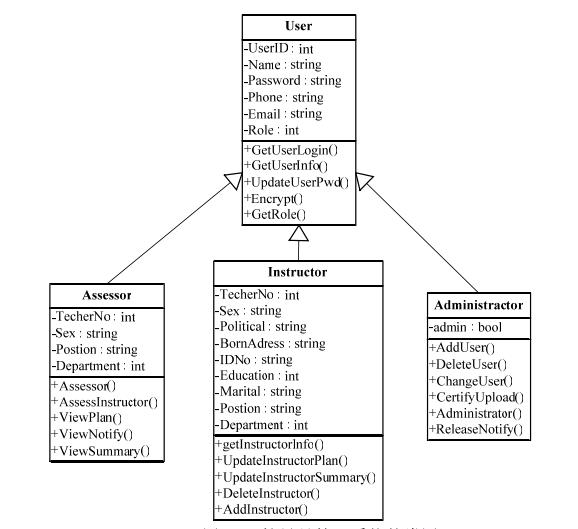 User
-UserID : int
-Name : string
-Password : string
-Phone : string
-Email : string
-Role : int
+GetUserLogin()
+GetUserInfo()
+UpdateUserPwd()
+Encrypt()
+GetRole()
Assessor
-TecherNo : int
-Sex : string
-Postion : string
-Department : int
+Assessor()
+AssessInstructor()
+ViewPlan()
+ViewNotify()
+ViewSummary()
Instructor
-TecherNo : int
-Sex : string
-Political : string
-BornAdress : string
-IDNo : string
-Education : int
-Marital : string
-Postion : string
-Department : int
+getInstructorInfo()
+UpdateInstructorPlan()
+UpdateInstructorSummary()
+DeleteInstructor()
+AddInstructor()
Administractor
-admin : bool
+AddUser()
+DeleteUser()
+ChangeUser()
+CertifyUpload()
+Administrator()
+ReleaseNotify()